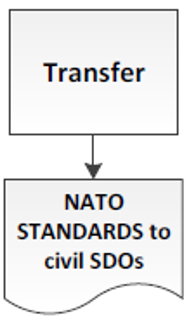 Transfer
NATO
STANDARDS to
civil SDOs